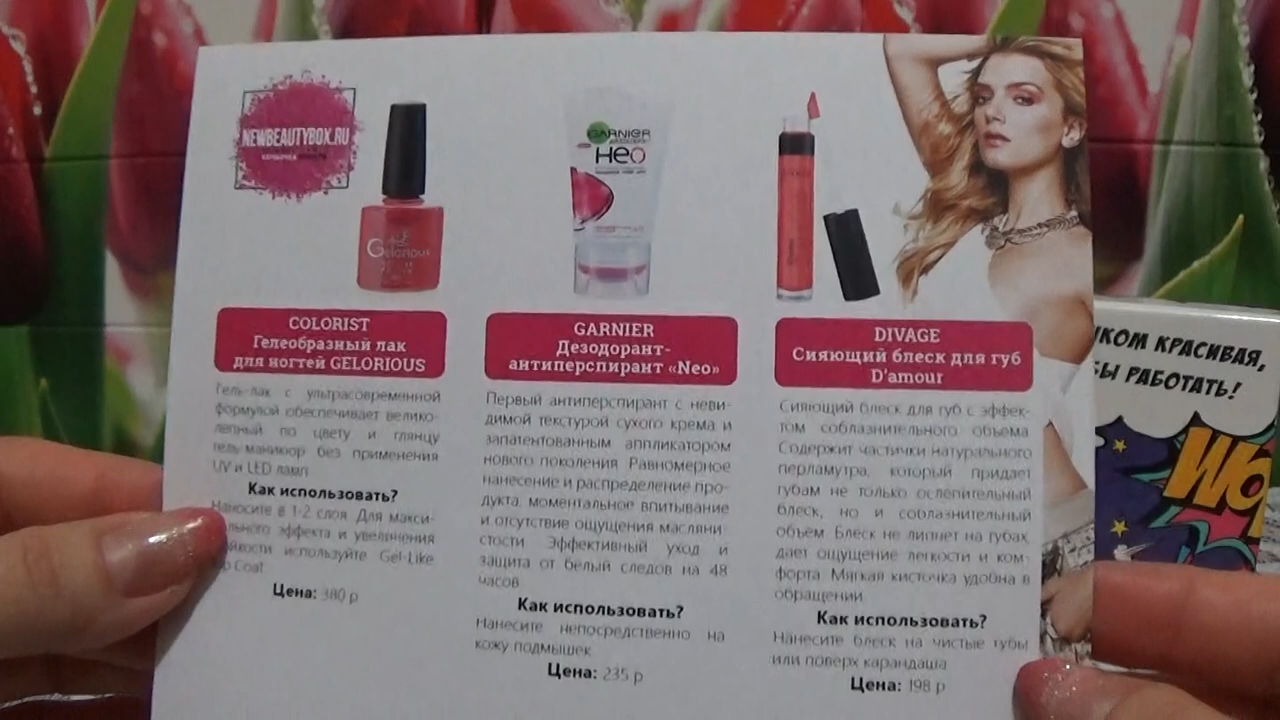 NEWBEAUTYBOX.RU
Gelorious
GARNIER
Нео
COLORIST
Гелеобразный лак
для ногтей GELORIOUS
Гель-лак с ультрасовременной
формулой обеспечивает велико-
лепный по цвету и глянцу
гель-маникюр без применения
UV и LED ламп
Как использовать?
Наносите в 1-2 слоя. Для макси-
эффекта и увеличения
используйте Gel-Like
Coat
Цена: 380 р
GARNIER
Дезодорант-
антиперспирант «Neo»
Первый антиперспирант с неви-
димой текстурой сухого крема и
запатентованным аппликатором
нового поколения Равномерное
нанесение и распределение про-
дукта, моментальное впитывание
и отсутствие ощущения масляни-
стости Эффективный уход и
защита от белый следов на 48
часов
Как использовать?
Нанесите непосредственно на
кожу подмышек
Цена: 235 р
DIVAGE
Сияющий блеск для губ
D'amour
Сияющий блеск для губ с эффек-
том соблазнительного объема
Содержит частички натурального
перламутра, который придает
губам не только ослепительный
блеск, но и соблазнительный
объем Блеск не липнет на губах,
дает ощущение легкости и ком-
форта Мягкая кисточка удобна в
обращении
Как использовать?
Нанесите блеск на чистые губы
или поверх карандаша
Цена: 198 р
КРАСИВАЯ,
РАБОТАТЬ!